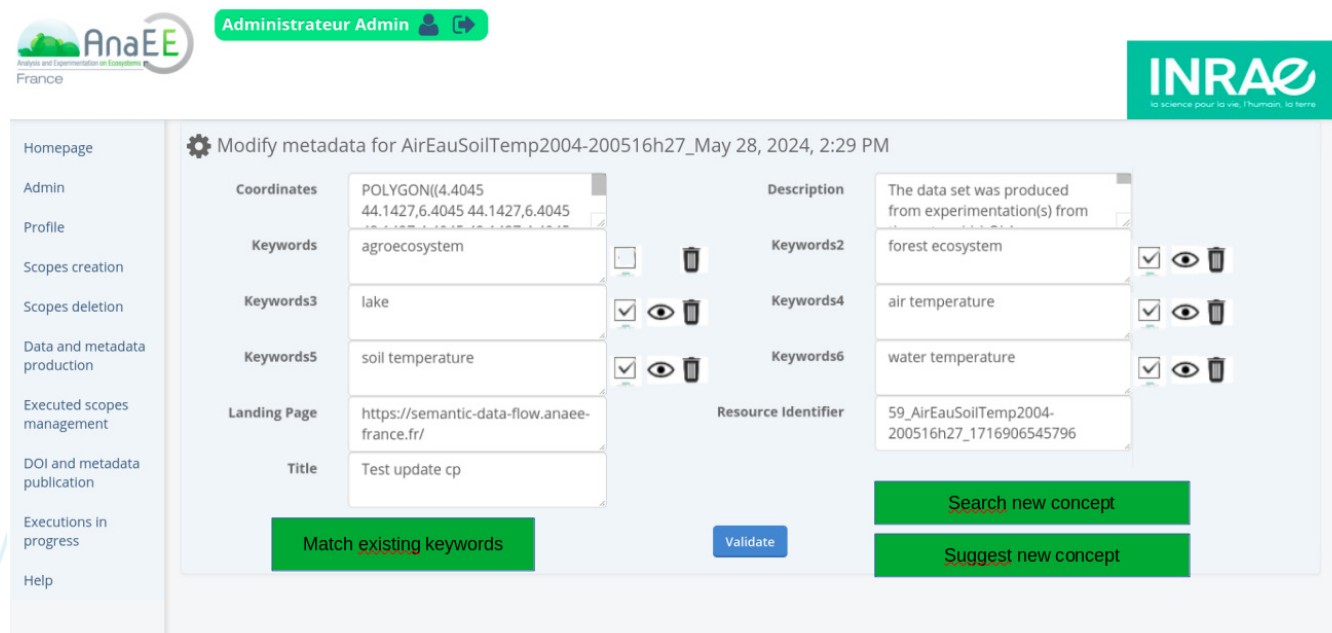 Administrateur Admin
AnaEE
Analysis and Experimentation on Ecosystems
France
INRAE
la science pour la vie, l'humain, la terre
Homepage
Admin
Profile
Scopes creation
Scopes deletion
Data and metadata
production
Executed scopes
management
DOI and metadata
publication
Executions in
progress
Help
Modify metadata for AirEauSoilTemp2004-200516h27_May 28, 2024, 2:29 PM
Coordinates
POLYGON((4.4045
44.1427,6.4045 44.1427,6.4045
Description
The data set was produced
from experimentation(s) from
Keywords
agroecosystem
Keywords2
forest ecosystem
Keywords3
lake
Keywords4
air temperature
Keywords5
soil temperature
Keywords6
water temperature
Landing Page
https://semantic-data-flow.anaee-
france.fr/
Resource Identifier
59_AirEauSoilTemp2004-
200516h27_1716906545796
Title
Test update cp
Match existing keywords
Validate
Search new concept
Suggest new concept